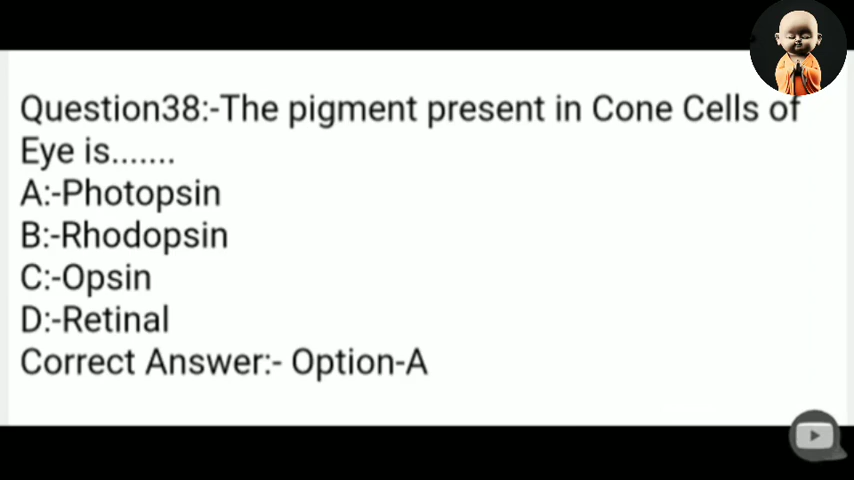 Question38:-The pigment present in Cone Cells of
Eye is.......
A:-Photopsin
B:-Rhodopsin
C:-Opsin
D:-Retinal
Correct Answer:- Option-A